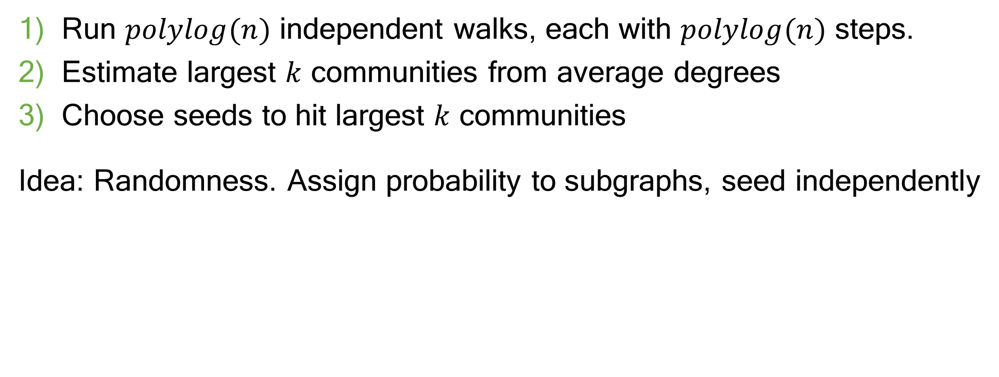 1) Run polylog(n) independent walks, each with polylog(n) steps.
2) Estimate largest k communities from average degrees
3) Choose seeds to hit largest k communities
Idea: Randomness. Assign probability to subgraphs, seed independently